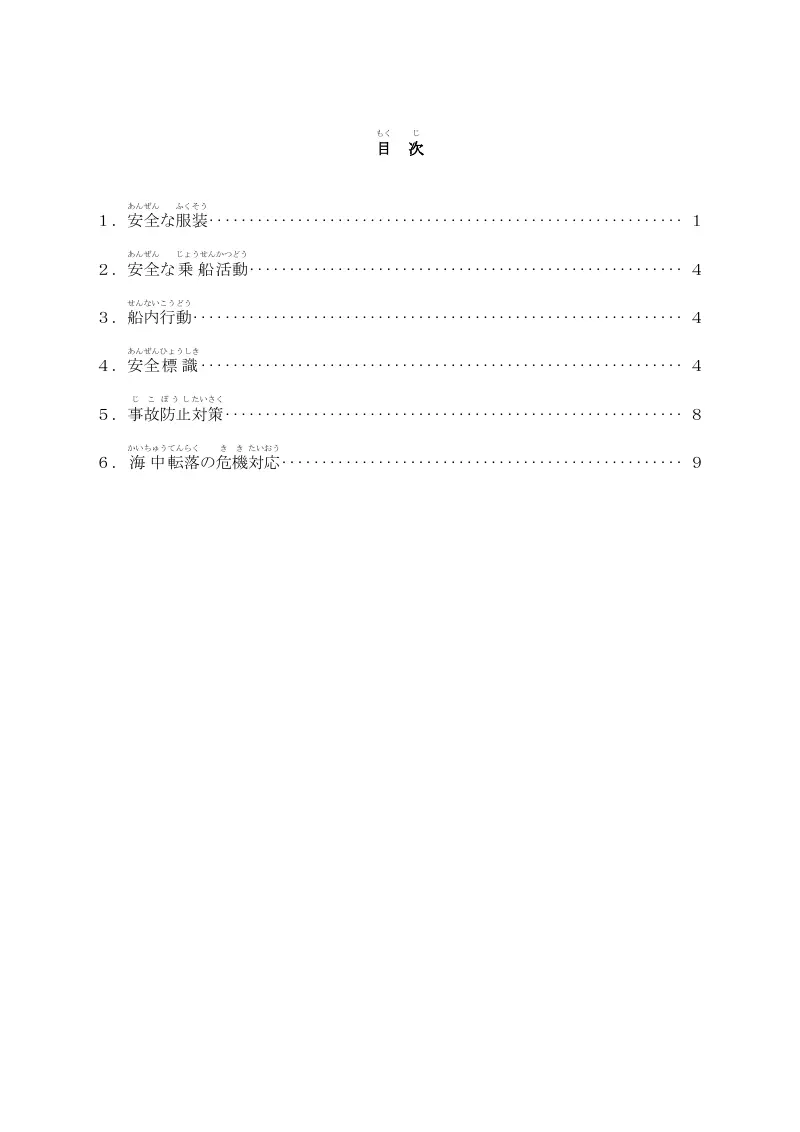 もく じ
目 次
あんぜん ふくそう
１．安全な服装‥‥‥‥‥‥‥‥‥‥‥‥‥‥‥‥‥‥‥‥‥‥‥‥‥‥‥‥‥ 1
あんぜん じょうせんかつどう
２．安全な乗船活動‥‥‥‥‥‥‥‥‥‥‥‥‥‥‥‥‥‥‥‥‥‥‥‥‥‥‥ 4
せんないこうどう
３．船内行動‥‥‥‥‥‥‥‥‥‥‥‥‥‥‥‥‥‥‥‥‥‥‥‥‥‥‥‥‥‥ 4
あんぜんひょうしき
４．安全標識‥‥‥‥‥‥‥‥‥‥‥‥‥‥‥‥‥‥‥‥‥‥‥‥‥‥‥‥‥‥ 4
じ こ ぼう し たいさく
５．事故防止対策‥‥‥‥‥‥‥‥‥‥‥‥‥‥‥‥‥‥‥‥‥‥‥‥‥‥‥‥ 8
かいちゅうてんらく き き たいおう
６．海中転落の危機対応‥‥‥‥‥‥‥‥‥‥‥‥‥‥‥‥‥‥‥‥‥‥‥‥‥ 9